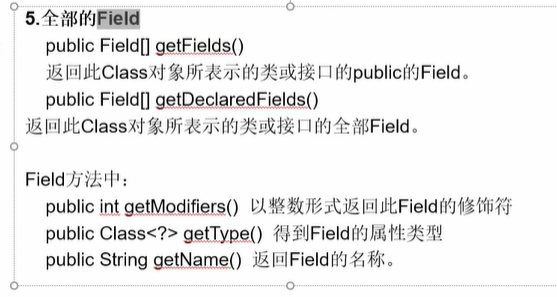 5.全部的Field
public Field[] getFields()
返回此Class对象所表示的类或接口的public的Field。
public Field[] getDeclaredFields()
返回此Class对象所表示的类或接口的全部Field。
Field方法中：
public int getModifiers() 以整数形式返回此Field的修饰符
public Class<?> getType() 得到Field的属性类型
public String getName() 返回Field的名称。